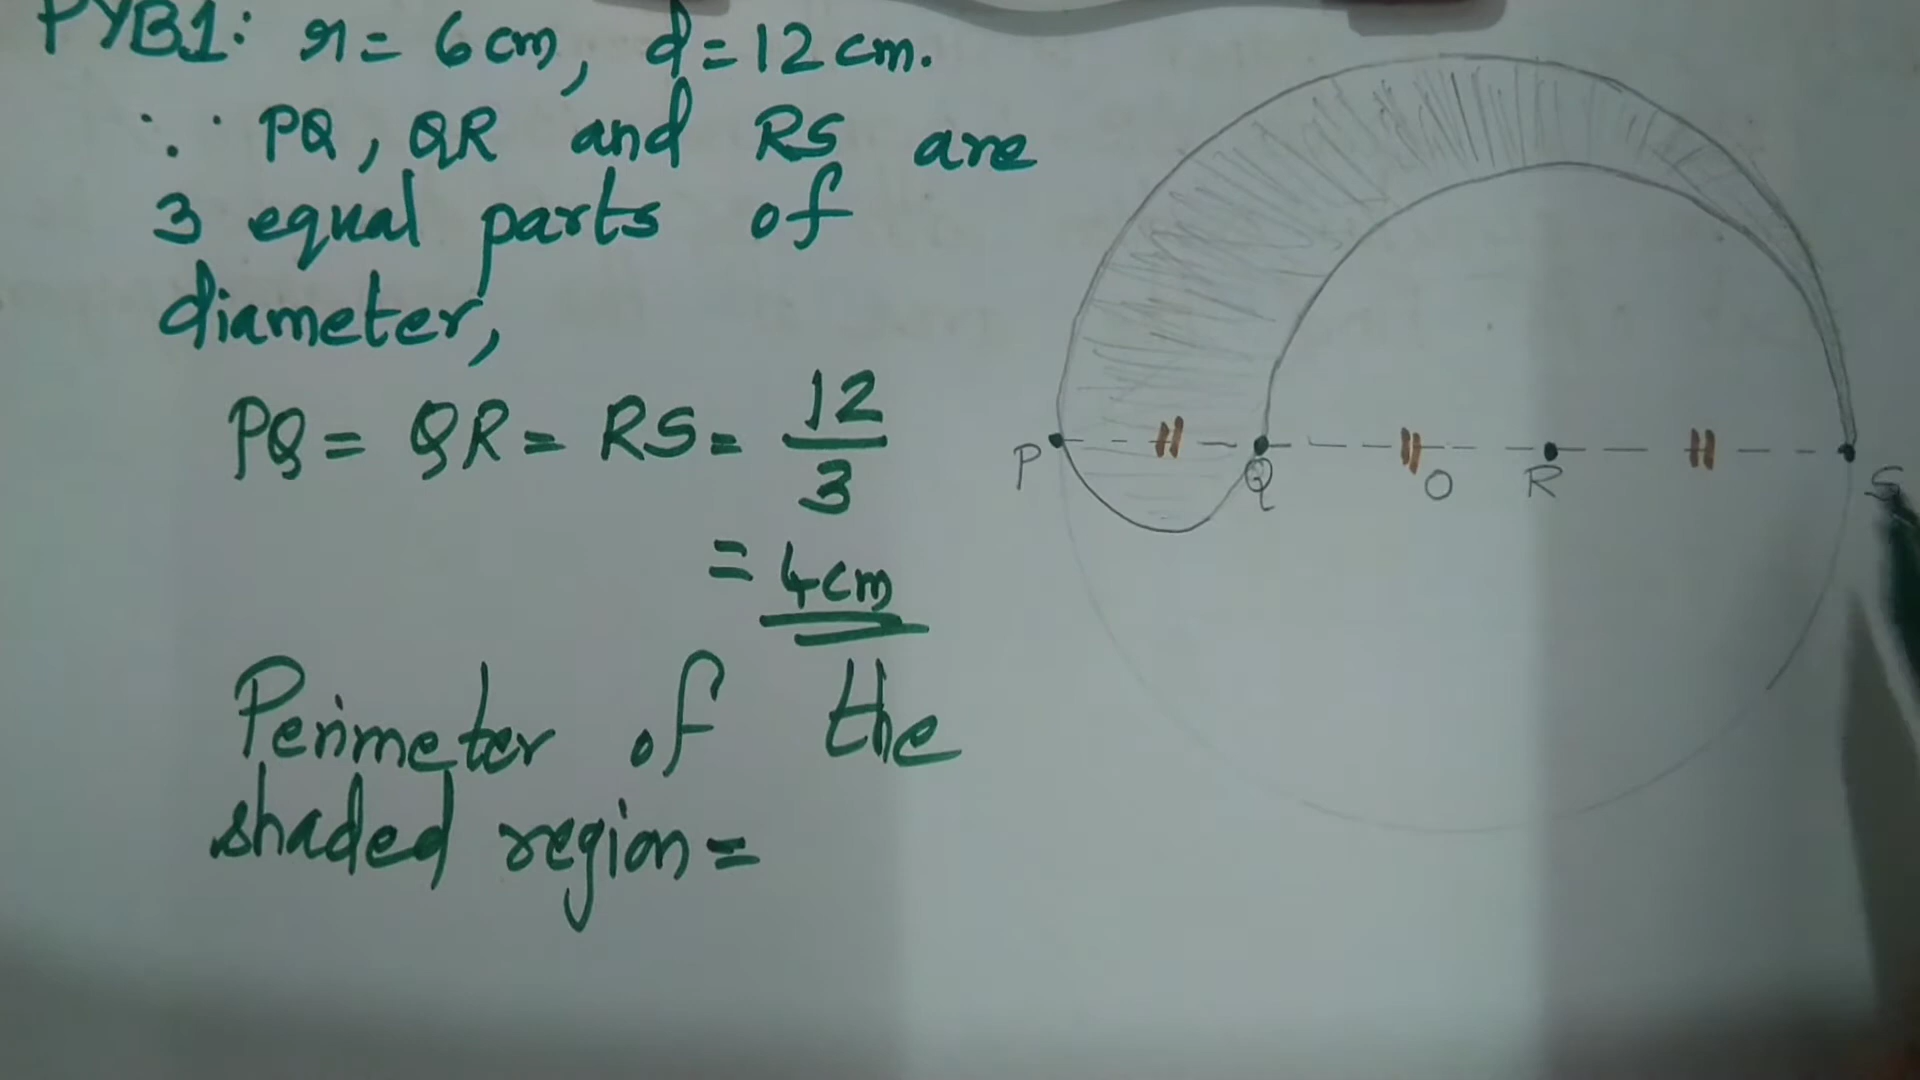 PYB1: r = 6 cm, d = 12 cm.
∵ PQ, QR and RS are
3 equal parts of
diameter,
PQ = QR = RS = 12/3
= 4cm
Perimeter of the
shaded region =
P Q O R S